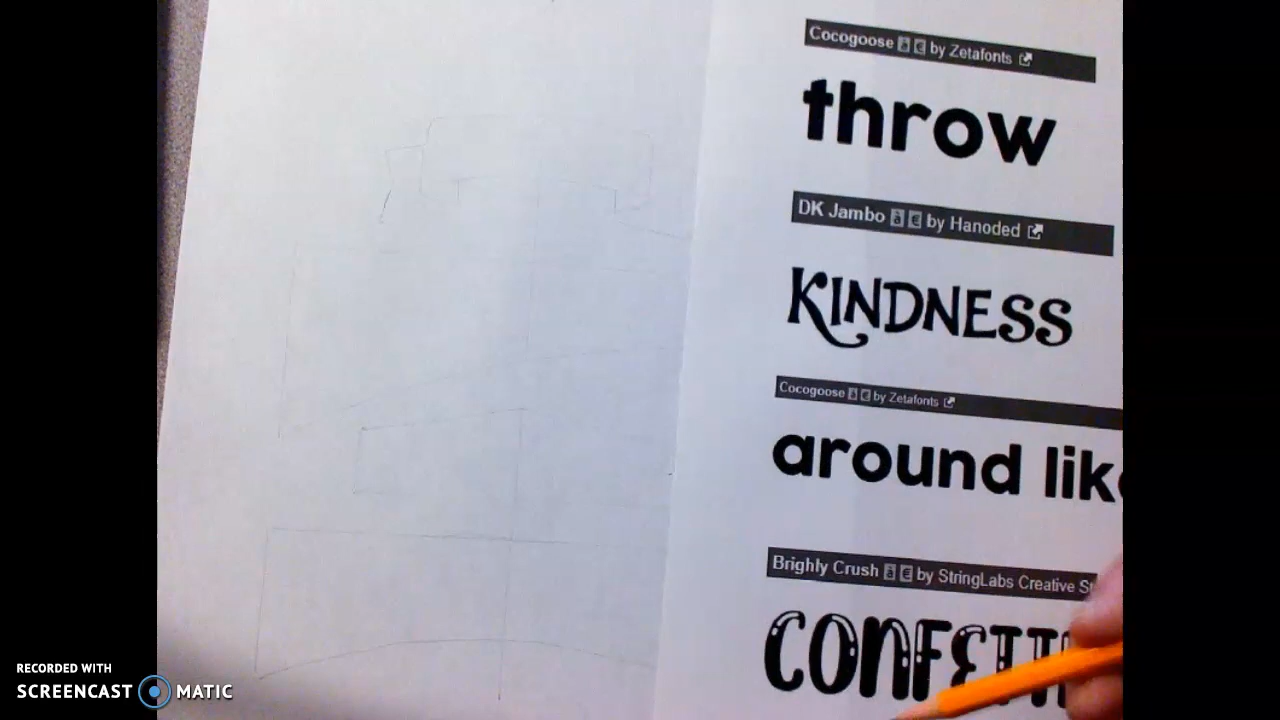 Cocogoose à € by Zetafonts
throw
DK Jambo à € by Hanoded
KINDNESS
Cocogoose à € by Zetafonts
around lik
Brighly Crush à € by StringLabs Creative
CONFETTI
RECORDED WITH
SCREENCAST MATIC